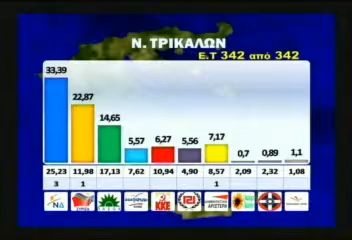 Ν. ΤΡΙΚΑΛΩΝ
Ε.Τ 342 από 342
33,39 22,87 14,65 5,57 6,27 5,56 7,17 0,7 0,89 1,1
25,23 11,98 17,13 7,62 10,94 4,90 8,57 2,09 2,32 1,08
3 1 1
ΝΔ ΚΚΕ